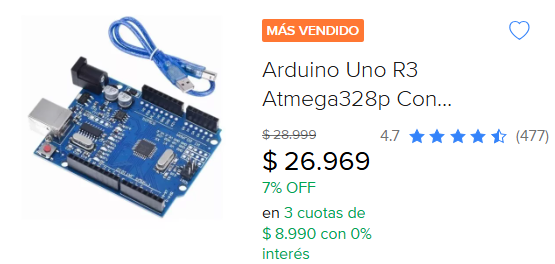 MÁS VENDIDO
Arduino Uno R3
Atmega328p Con...
$ 28.999
4.7 (477)
$ 26.969
7% OFF
en 3 cuotas de
$ 8.990 con 0%
interés